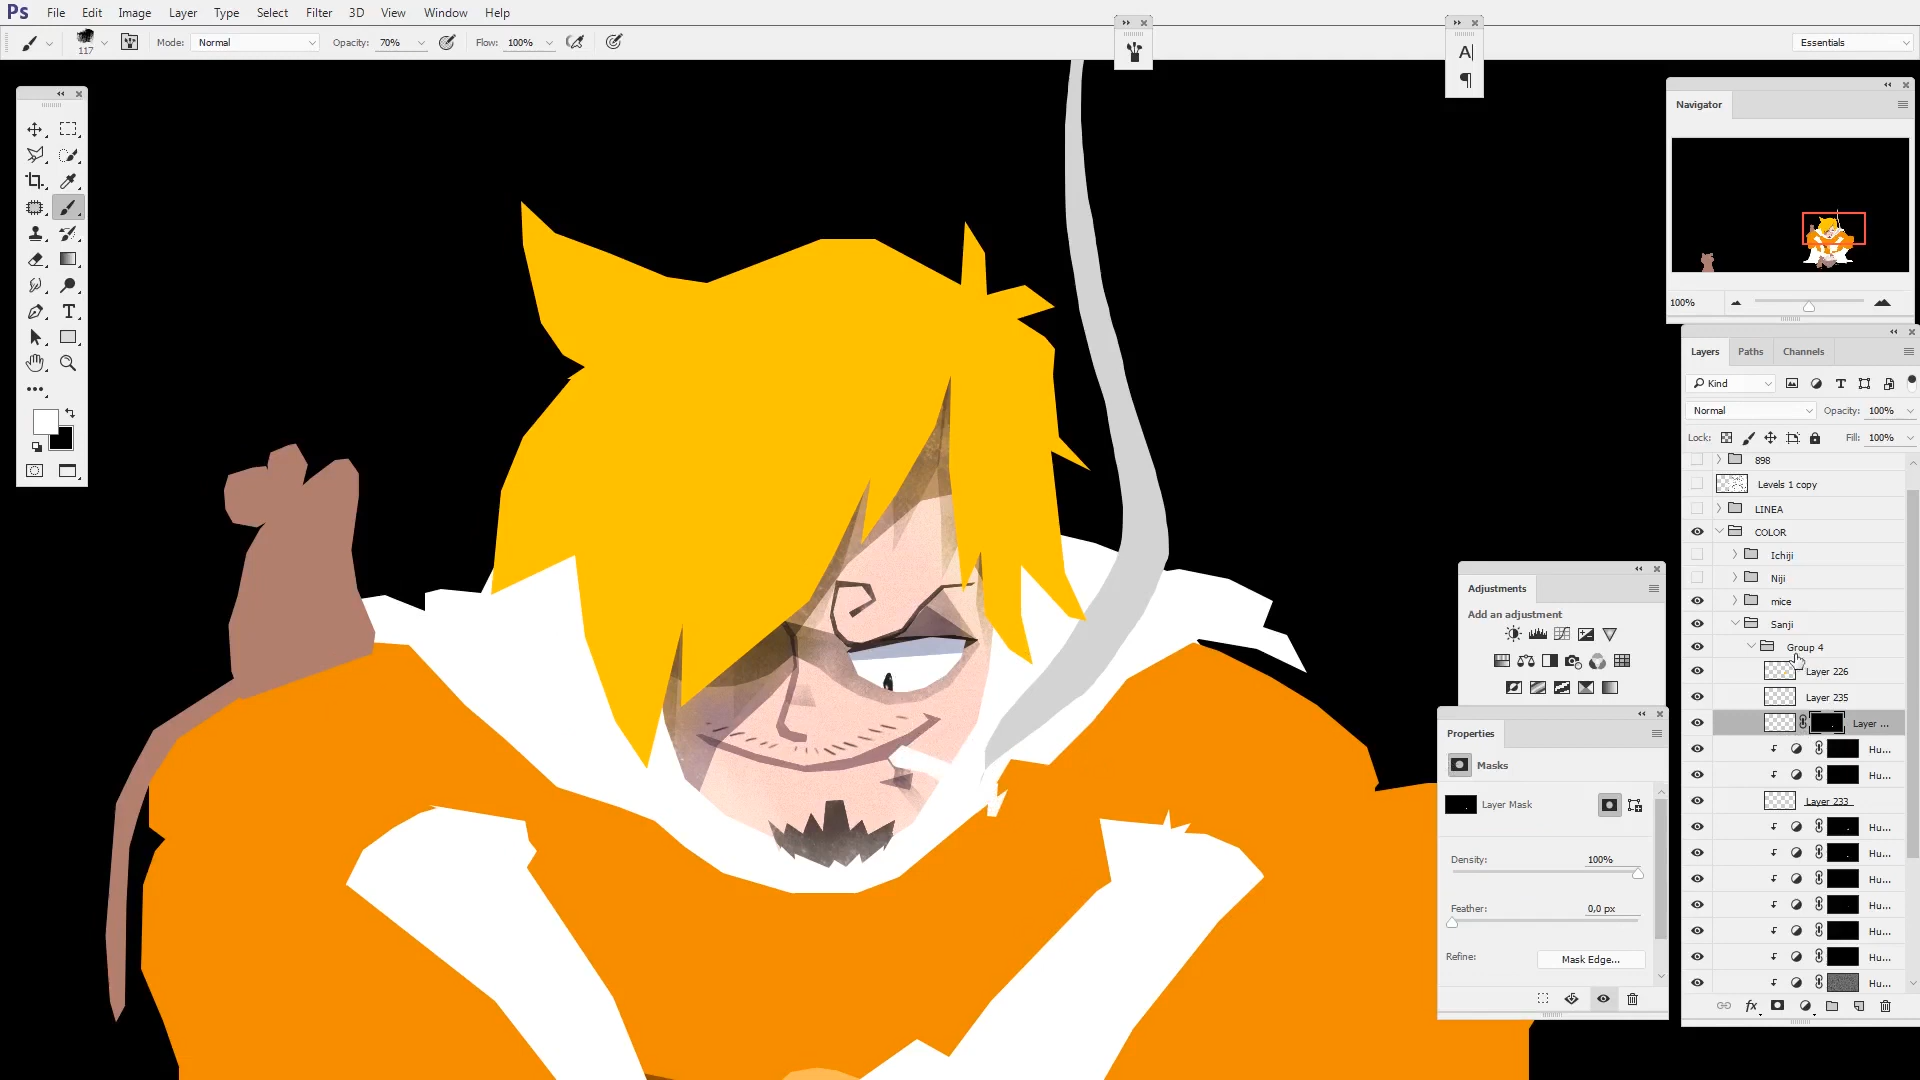 Ps File Edit Image Layer Type Select Filter 3D View Window Help
117 Mode: Normal Opacity: 70% Flow: 100% Essentials
A
Navigator
100%
Layers Paths Channels
Kind
Normal Opacity: 100%
Lock: Fill: 100%
898
Levels 1 copy
LINEA
COLOR
Ichiji
Niji
mice
Sanji
Group 4
Layer 226
Layer 235
Layer ...
Hu...
Hu...
Layer 233
Hu...
Hu...
Hu...
Hu...
Hu...
Hu...
Hu...
fx
Adjustments
Add an adjustment
Properties
Masks
Layer Mask
Density: 100%
Feather: 0,0 px
Refine: Mask Edge...